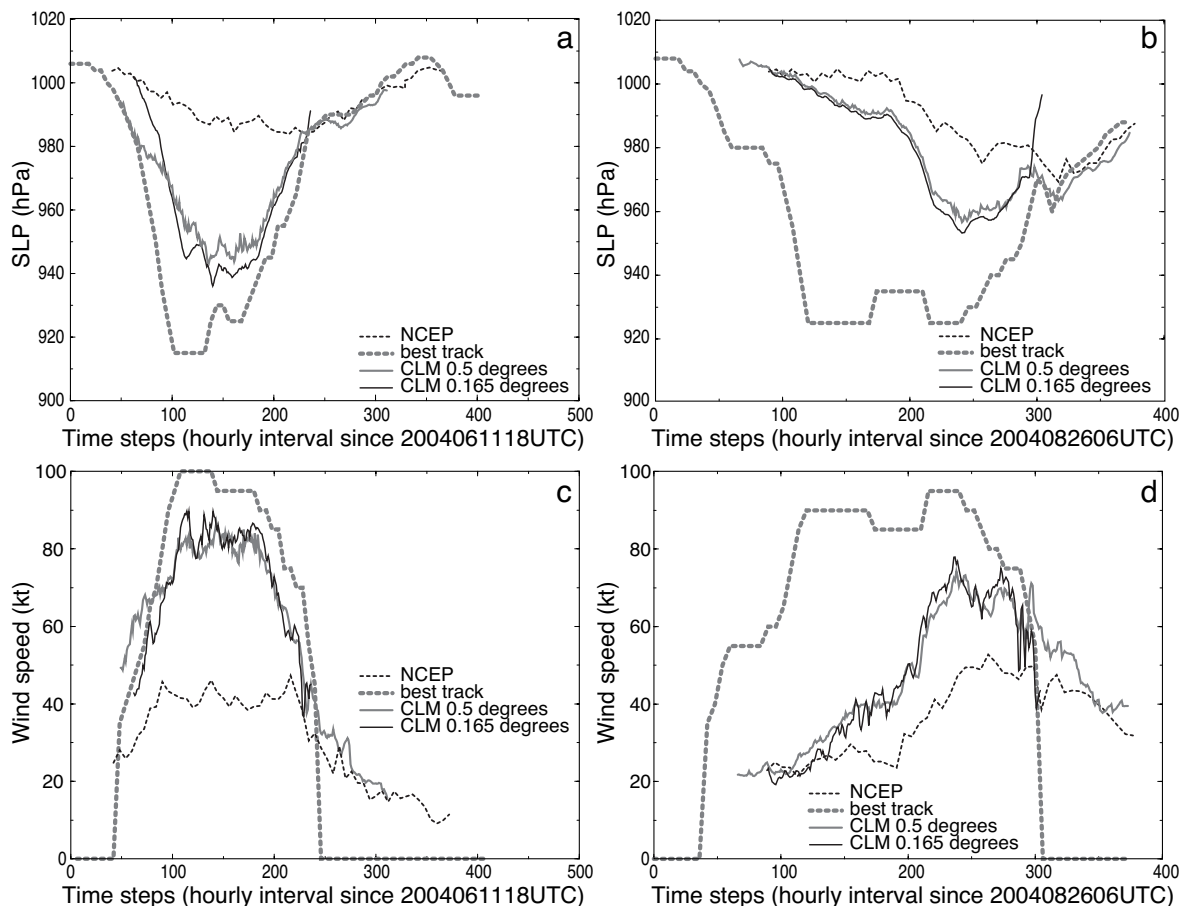 a
SLP (hPa)
1020
1000
980
960
940
920
900
NCEP
best track
CLM 0.5 degrees
CLM 0.165 degrees
0 100 200 300 400 500
Time steps (hourly interval since 2004061118UTC)
b
SLP (hPa)
1020
1000
980
960
940
920
900
NCEP
best track
CLM 0.5 degrees
CLM 0.165 degrees
0 100 200 300 400
Time steps (hourly interval since 2004082606UTC)
c
Wind speed (kt)
100
80
60
40
20
0
NCEP
best track
CLM 0.5 degrees
CLM 0.165 degrees
0 100 200 300 400 500
Time steps (hourly interval since 2004061118UTC)
d
Wind speed (kt)
100
80
60
40
20
0
NCEP
best track
CLM 0.5 degrees
CLM 0.165 degrees
0 100 200 300 400
Time steps (hourly interval since 2004082606UTC)